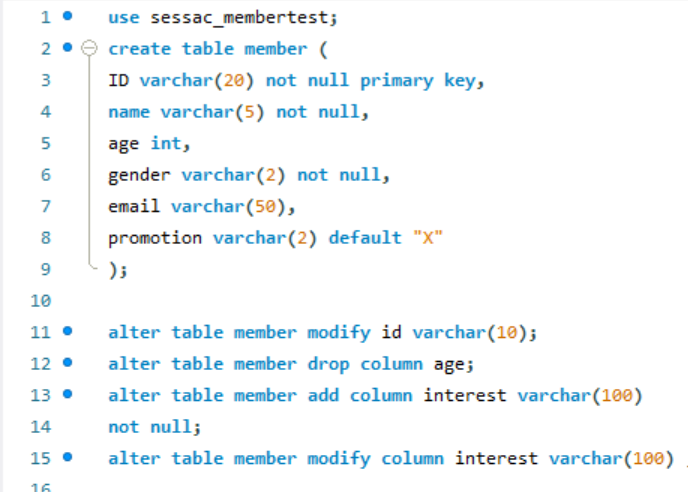 1 use sessac_membertest;
2 create table member (
3 ID varchar(20) not null primary key,
4 name varchar(5) not null,
5 age int,
6 gender varchar(2) not null,
7 email varchar(50),
8 promotion varchar(2) default "X"
9 );
10
11 alter table member modify id varchar(10);
12 alter table member drop column age;
13 alter table member add column interest varchar(100)
14 not null;
15 alter table member modify column interest varchar(100)
16